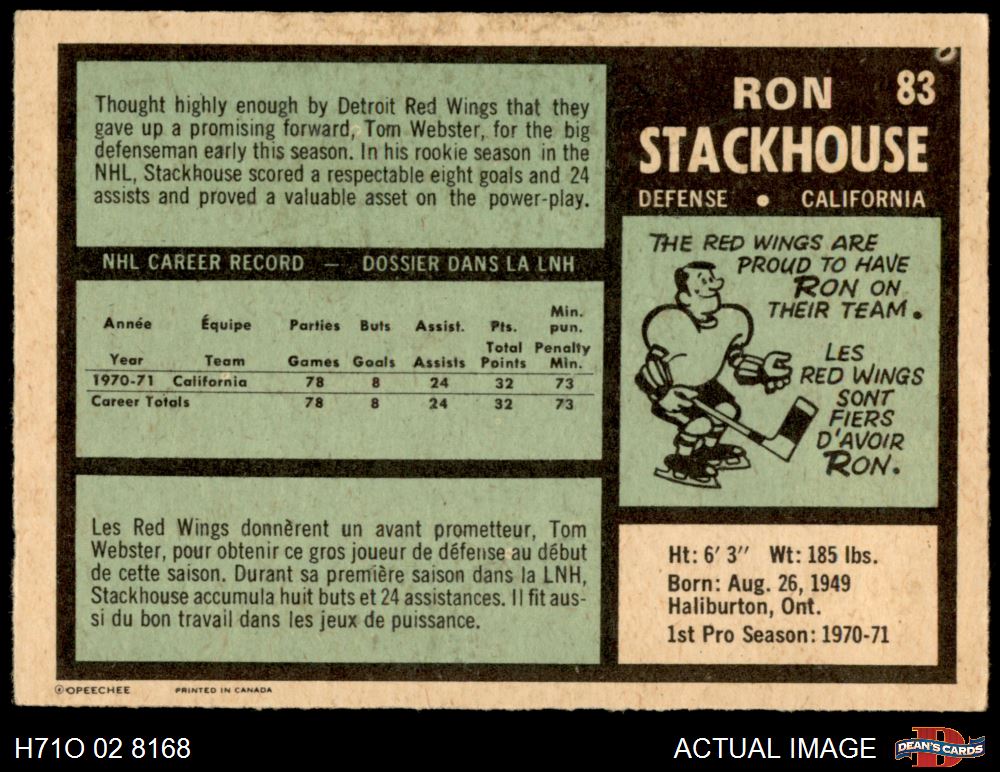 Thought highly enough by Detroit Red Wings that they
gave up a promising forward, Tom Webster, for the big
defenseman early this season. In his rookie season in the
NHL, Stackhouse scored a respectable eight goals and 24
assists and proved a valuable asset on the power-play.
NHL CAREER RECORD — DOSSIER DANS LA LNH
Année Équipe Parties Buts Assist. Pts. Min. pun.
Year Team Games Goals Assists Total Points Penalty Min.
1970-71 California 78 8 24 32 73
Career Totals 78 8 24 32 73
Les Red Wings donnèrent un avant prometteur, Tom
Webster, pour obtenir ce gros joueur de défense au début
de cette saison. Durant sa première saison dans la LNH,
Stackhouse accumula huit buts et 24 assistances. Il fit aus-
si du bon travail dans les jeux de puissance.
RON 83
STACKHOUSE
DEFENSE • CALIFORNIA
THE RED WINGS ARE
PROUD TO HAVE
RON ON
THEIR TEAM.
LES
RED WINGS
SONT
FIERS
D'AVOIR
RON.
Ht: 6' 3" Wt: 185 lbs.
Born: Aug. 26, 1949
Haliburton, Ont.
1st Pro Season: 1970-71
©OPEECHEE PRINTED IN CANADA
H71O 02 8168
ACTUAL IMAGE
D
DEAN'S CARDS